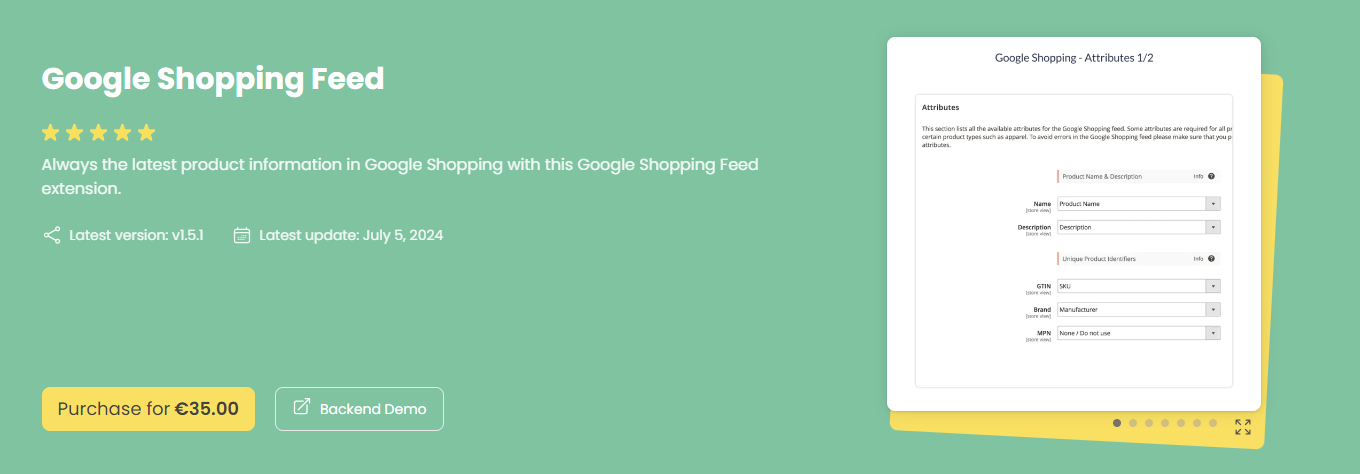 Google Shopping Feed
Always the latest product information in Google Shopping with this Google Shopping Feed
extension.
Latest version: v1.5.1
Latest update: July 5, 2024
Purchase for €35.00
Backend Demo
Google Shopping - Attributes 1/2
Attributes
This section lists all the available attributes for the Google Shopping feed. Some attributes are required for all pr
certain product types such as apparel. To avoid errors in the Google Shopping feed please make sure that you p
attributes.
Product Name & Description Info
Name Product Name
[store view]
Description Description
[store view]
Unique Product Identifiers Info
GTIN SKU
[store view]
Brand Manufacturer
[store view]
MPN None / Do not use
[store view]